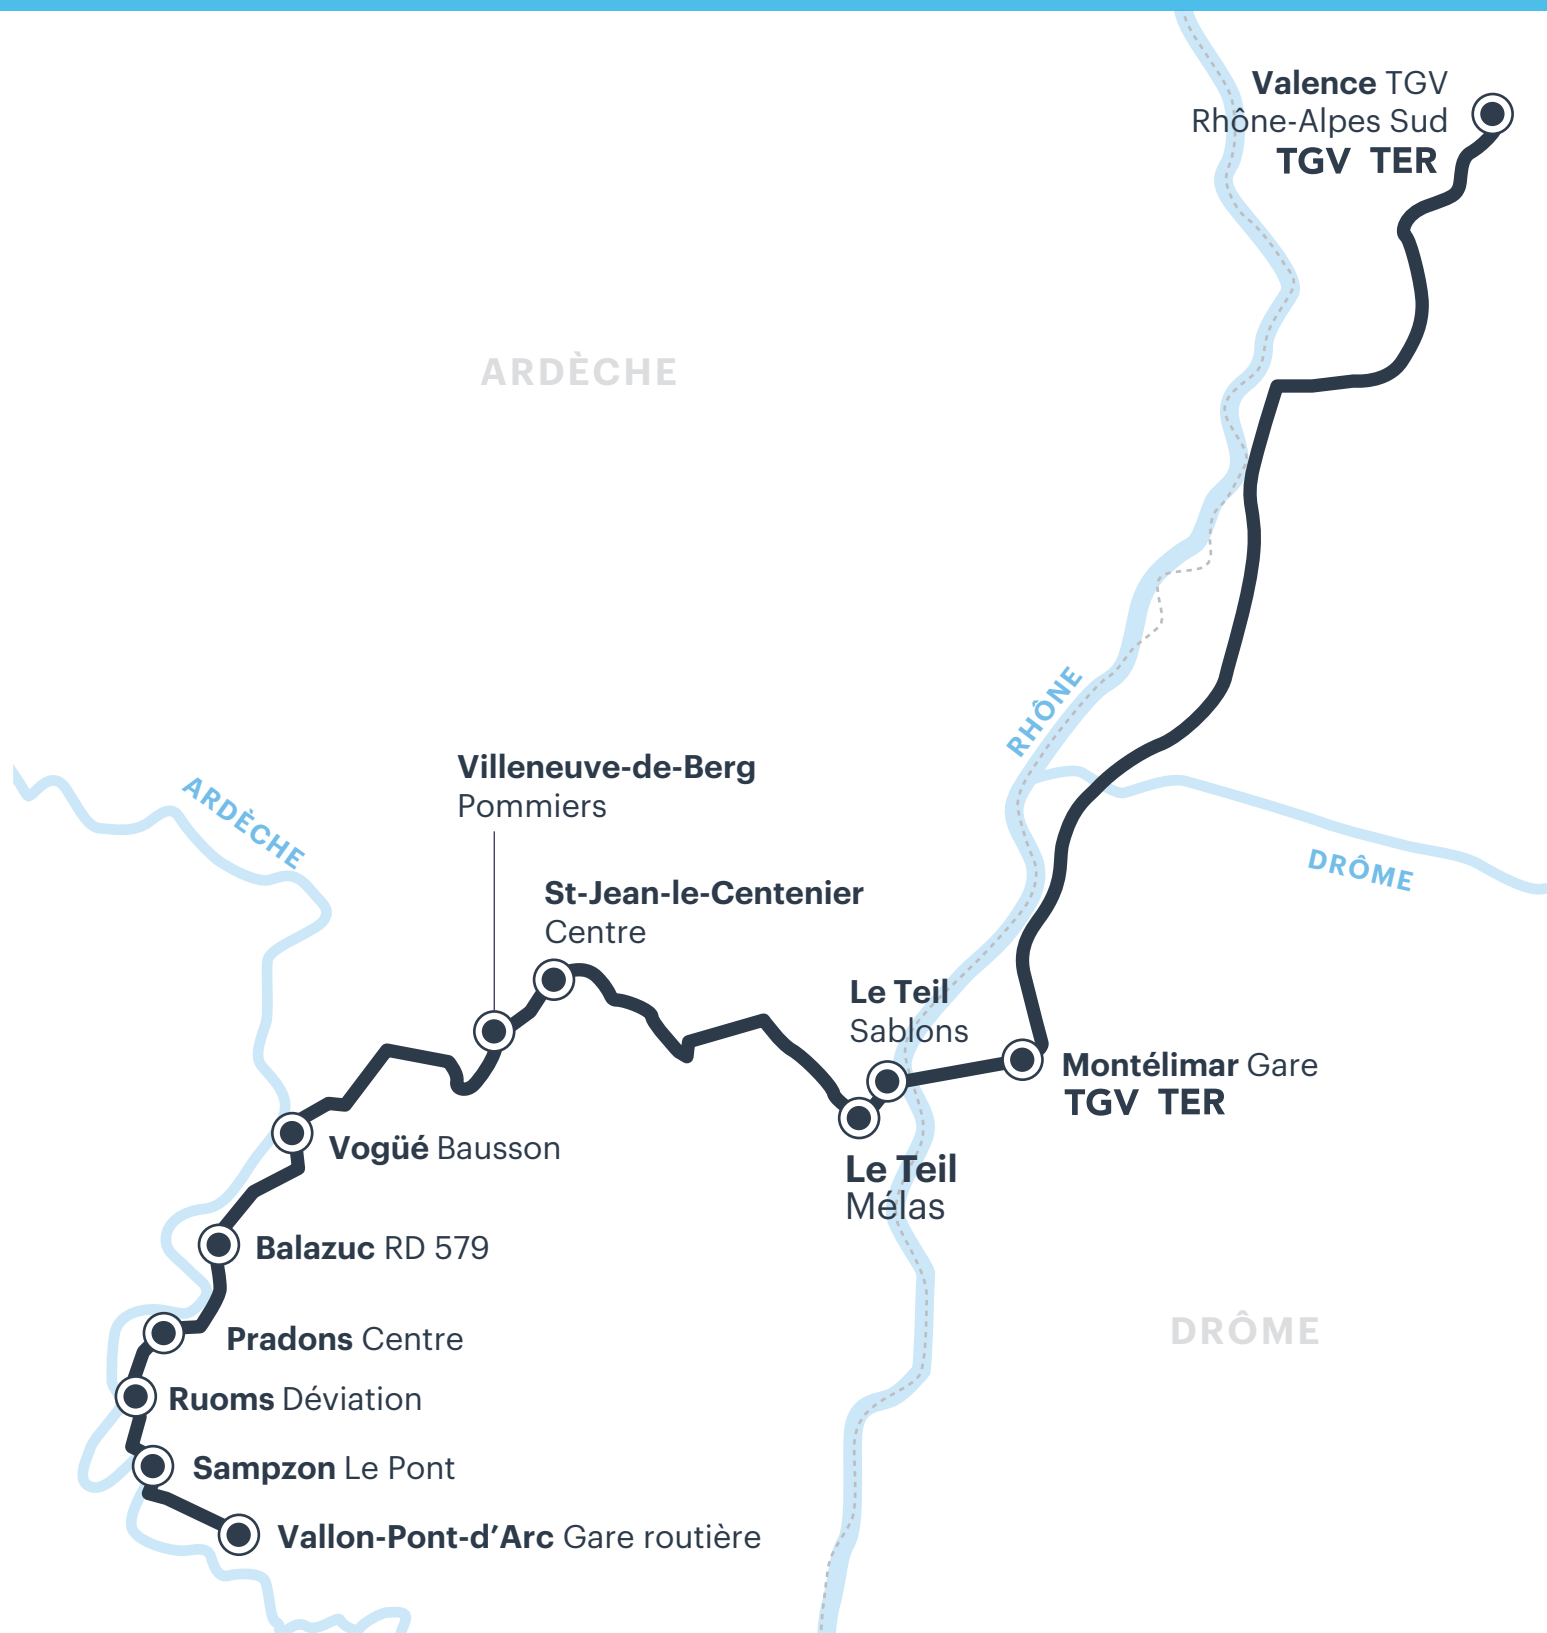 Valence TGV
Rhône-Alpes Sud
TGV TER
ARDÈCHE
RHÔNE
Villeneuve-de-Berg
Pommiers
ARDÈCHE
DRÔME
St-Jean-le-Centenier
Centre
Le Teil
Sablons
Montélimar Gare
TGV TER
Vogüé Bausson
Le Teil
Mélas
Balazuc RD 579
DRÔME
Pradons Centre
Ruoms Déviation
Sampzon Le Pont
Vallon-Pont-d’Arc Gare routière